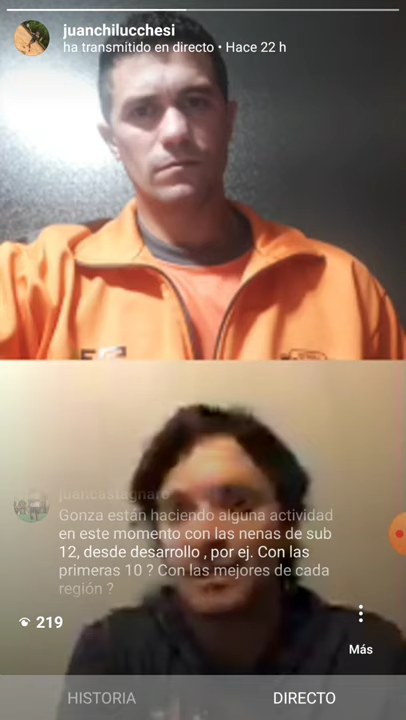 juanchilucchesi
ha transmitido en directo • Hace 22 h
juancastagnaro
Gonza están haciendo alguna actividad
en este momento con las nenas de sub
12, desde desarrollo , por ej. Con las
primeras 10 ? Con las mejores de cada
región ?
219
Más
HISTORIA
DIRECTO